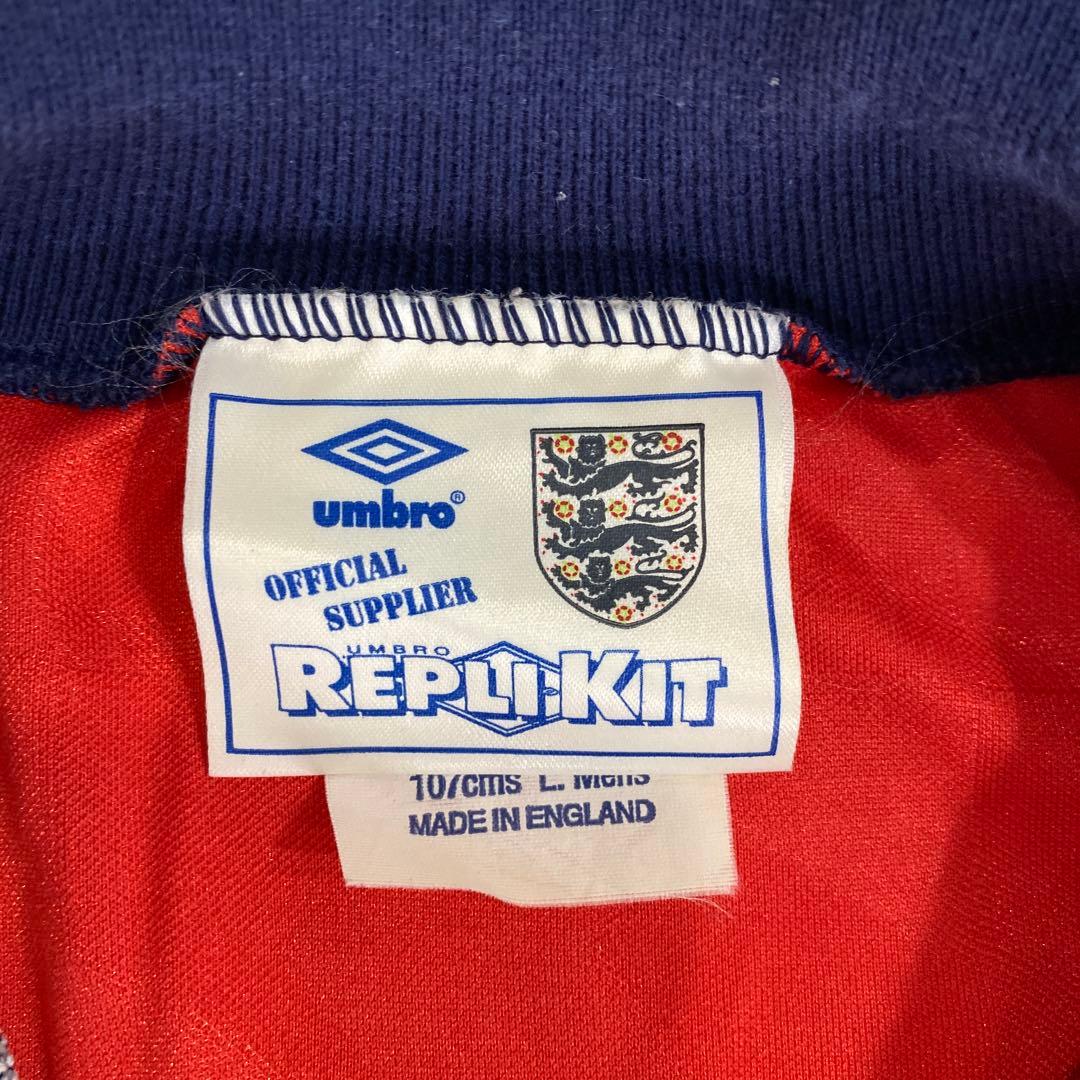 umbro®
OFFICIAL
SUPPLIER
UMBRO
REPLI-KIT
107cms L. Mens
MADE IN ENGLAND